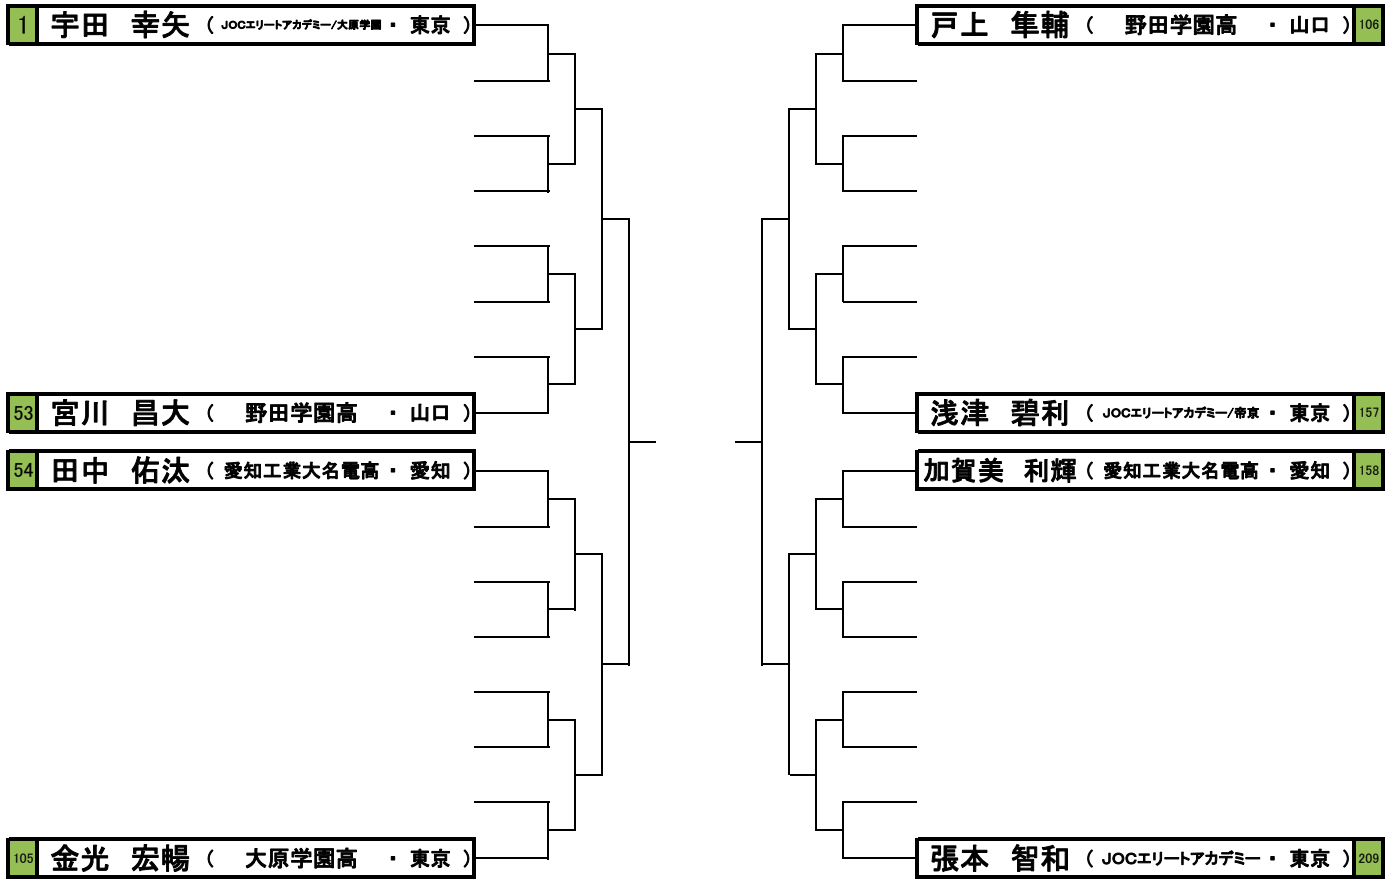 1 宇田 幸矢 （ JOCエリートアカデミー/大原学園 ・ 東京 ）
53 宮川 昌大 （ 野田学園高 ・ 山口 ）
54 田中 佑汰 （ 愛知工業大名電高 ・ 愛知 ）
105 金光 宏暢 （ 大原学園高 ・ 東京 ）
戸上 隼輔 （ 野田学園高 ・ 山口 ） 106
浅津 碧利 （ JOCエリートアカデミー/帝京 ・ 東京 ） 157
加賀美 利輝 （ 愛知工業大名電高 ・ 愛知 ） 158
張本 智和 （ JOCエリートアカデミー ・ 東京 ） 209